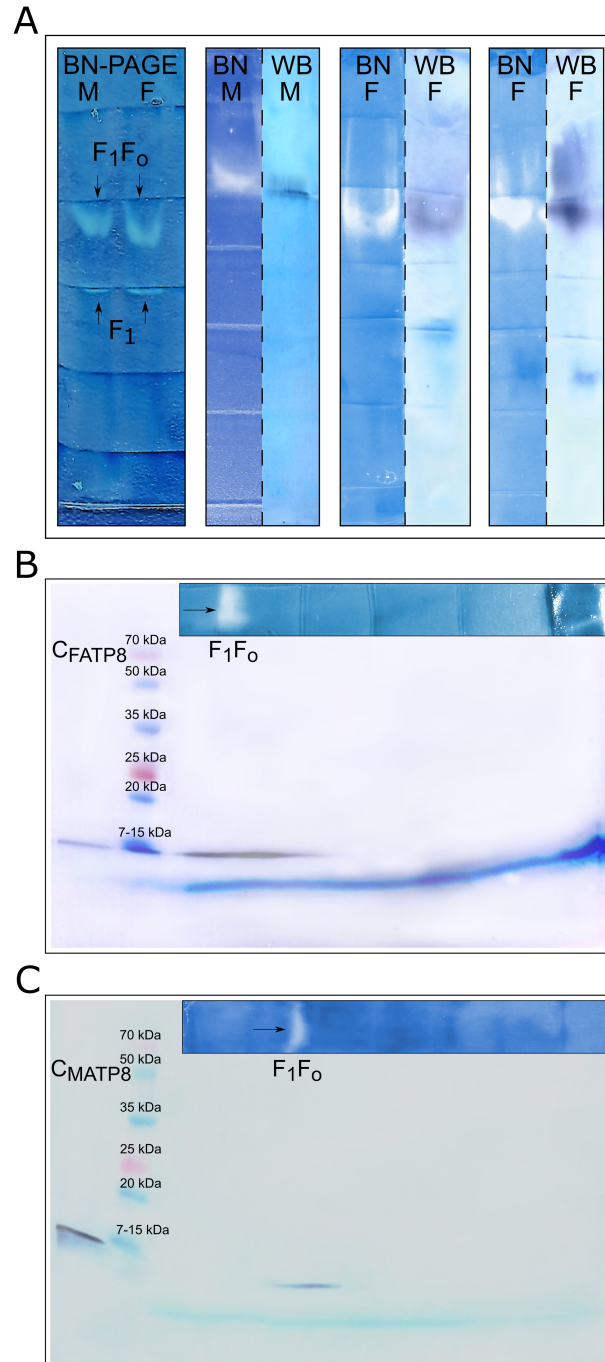 A
BN-PAGE
M F
F1Fo
F1
BN WB
M M
BN WB
F F
BN WB
F F
B
CFATP8
70 kDa
50 kDa
35 kDa
25 kDa
20 kDa
7-15 kDa
F1Fo
C
CMATP8
70 kDa
50 kDa
35 kDa
25 kDa
20 kDa
7-15 kDa
F1Fo